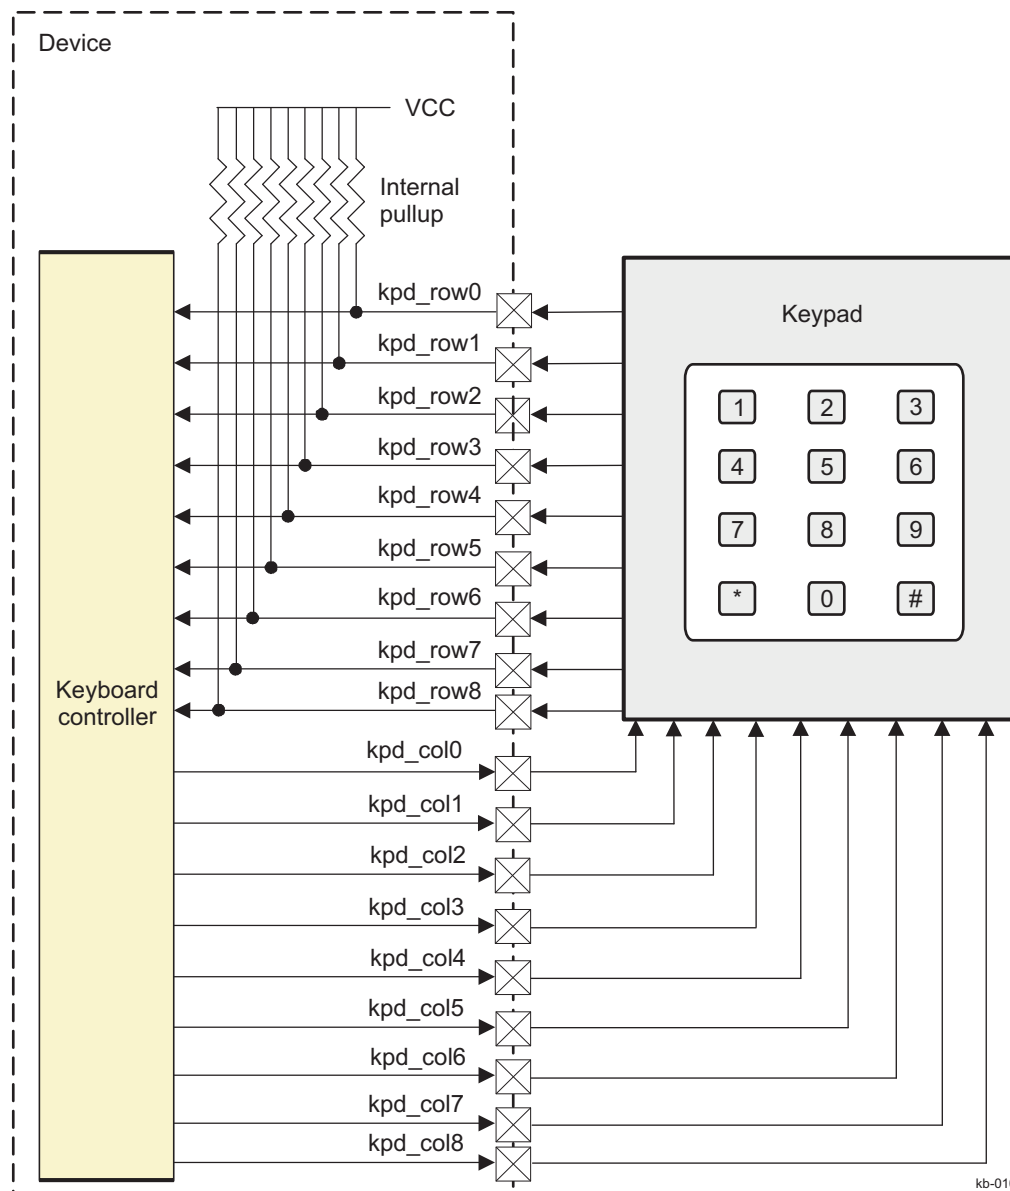 Device
VCC
Internal
pullup
kpd_row0
kpd_row1
kpd_row2
kpd_row3
kpd_row4
kpd_row5
kpd_row6
kpd_row7
kpd_row8
Keyboard
controller
kpd_col0
kpd_col1
kpd_col2
kpd_col3
kpd_col4
kpd_col5
kpd_col6
kpd_col7
kpd_col8
Keypad
1 2 3
4 5 6
7 8 9
* 0 #